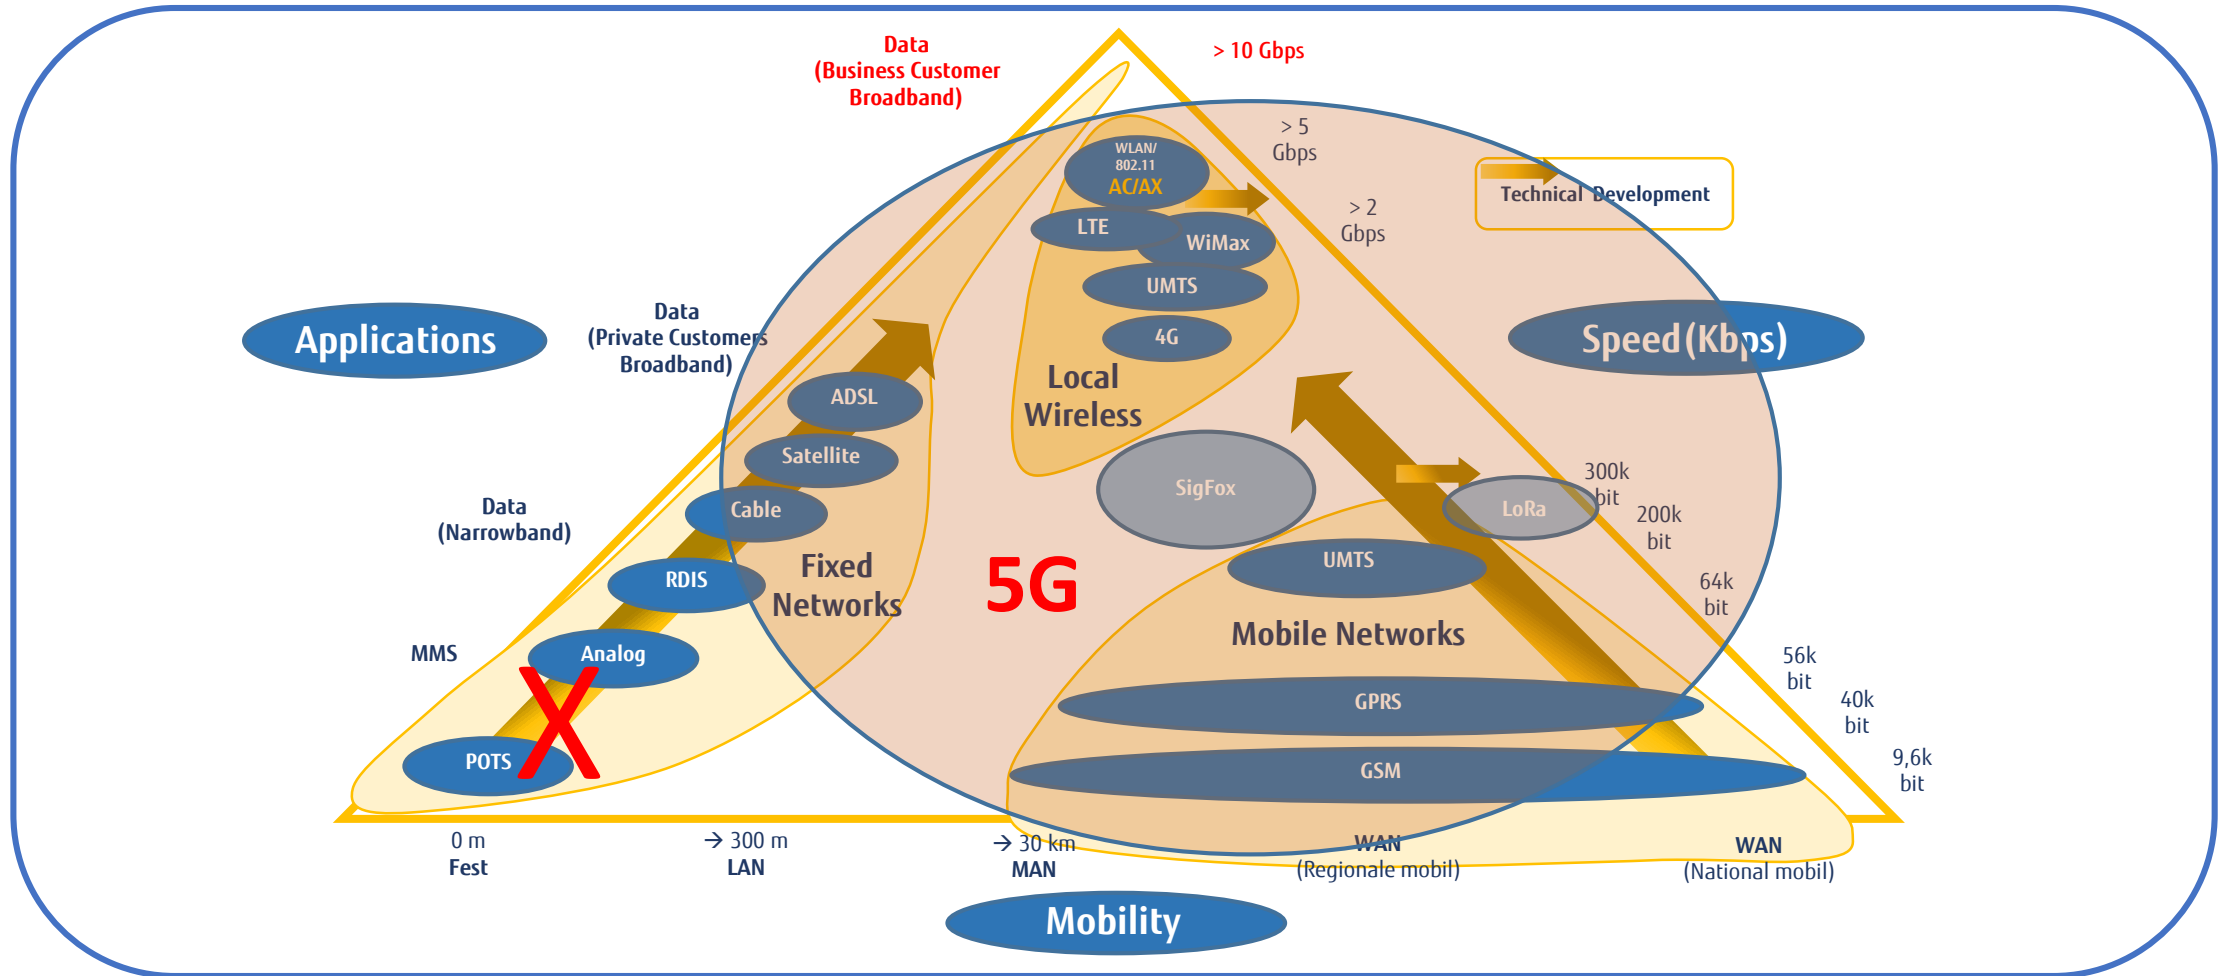 Data
(Business Customer
Broadband)
> 10 Gbps
> 5
Gbps
WLAN/
802.11
AC/AX
Technical Development
> 2
Gbps
LTE
WiMax
UMTS
4G
Applications
Data
(Private Customers
Broadband)
Speed (Kbps)
Local
Wireless
ADSL
Satellite
Cable
SigFox
LoRa
300k
bit
200k
bit
Data
(Narrowband)
RDIS
Fixed
Networks
5G
UMTS
64k
bit
Mobile Networks
MMS
Analog
X
56k
bit
GPRS
40k
bit
POTS
GSM
9,6k
bit
0 m
Fest
→ 300 m
LAN
→ 30 km
MAN
WAN
(Regionale mobil)
WAN
(National mobil)
Mobility